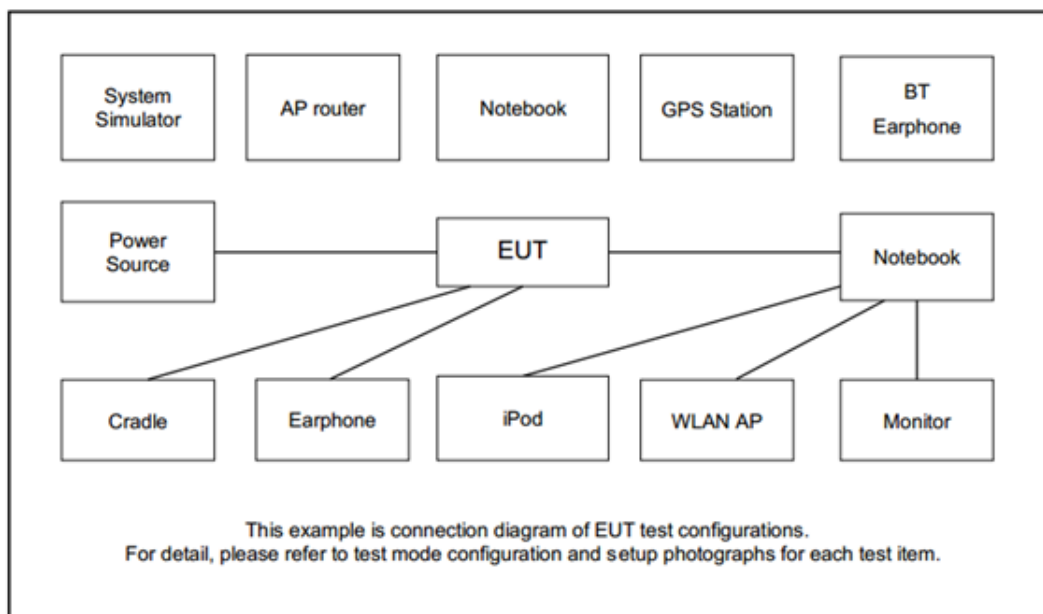 System
Simulator
AP router
Notebook
GPS Station
BT
Earphone
Power
Source
EUT
Notebook
Cradle
Earphone
iPod
WLAN AP
Monitor
This example is connection diagram of EUT test configurations.
For detail, please refer to test mode configuration and setup photographs for each test item.